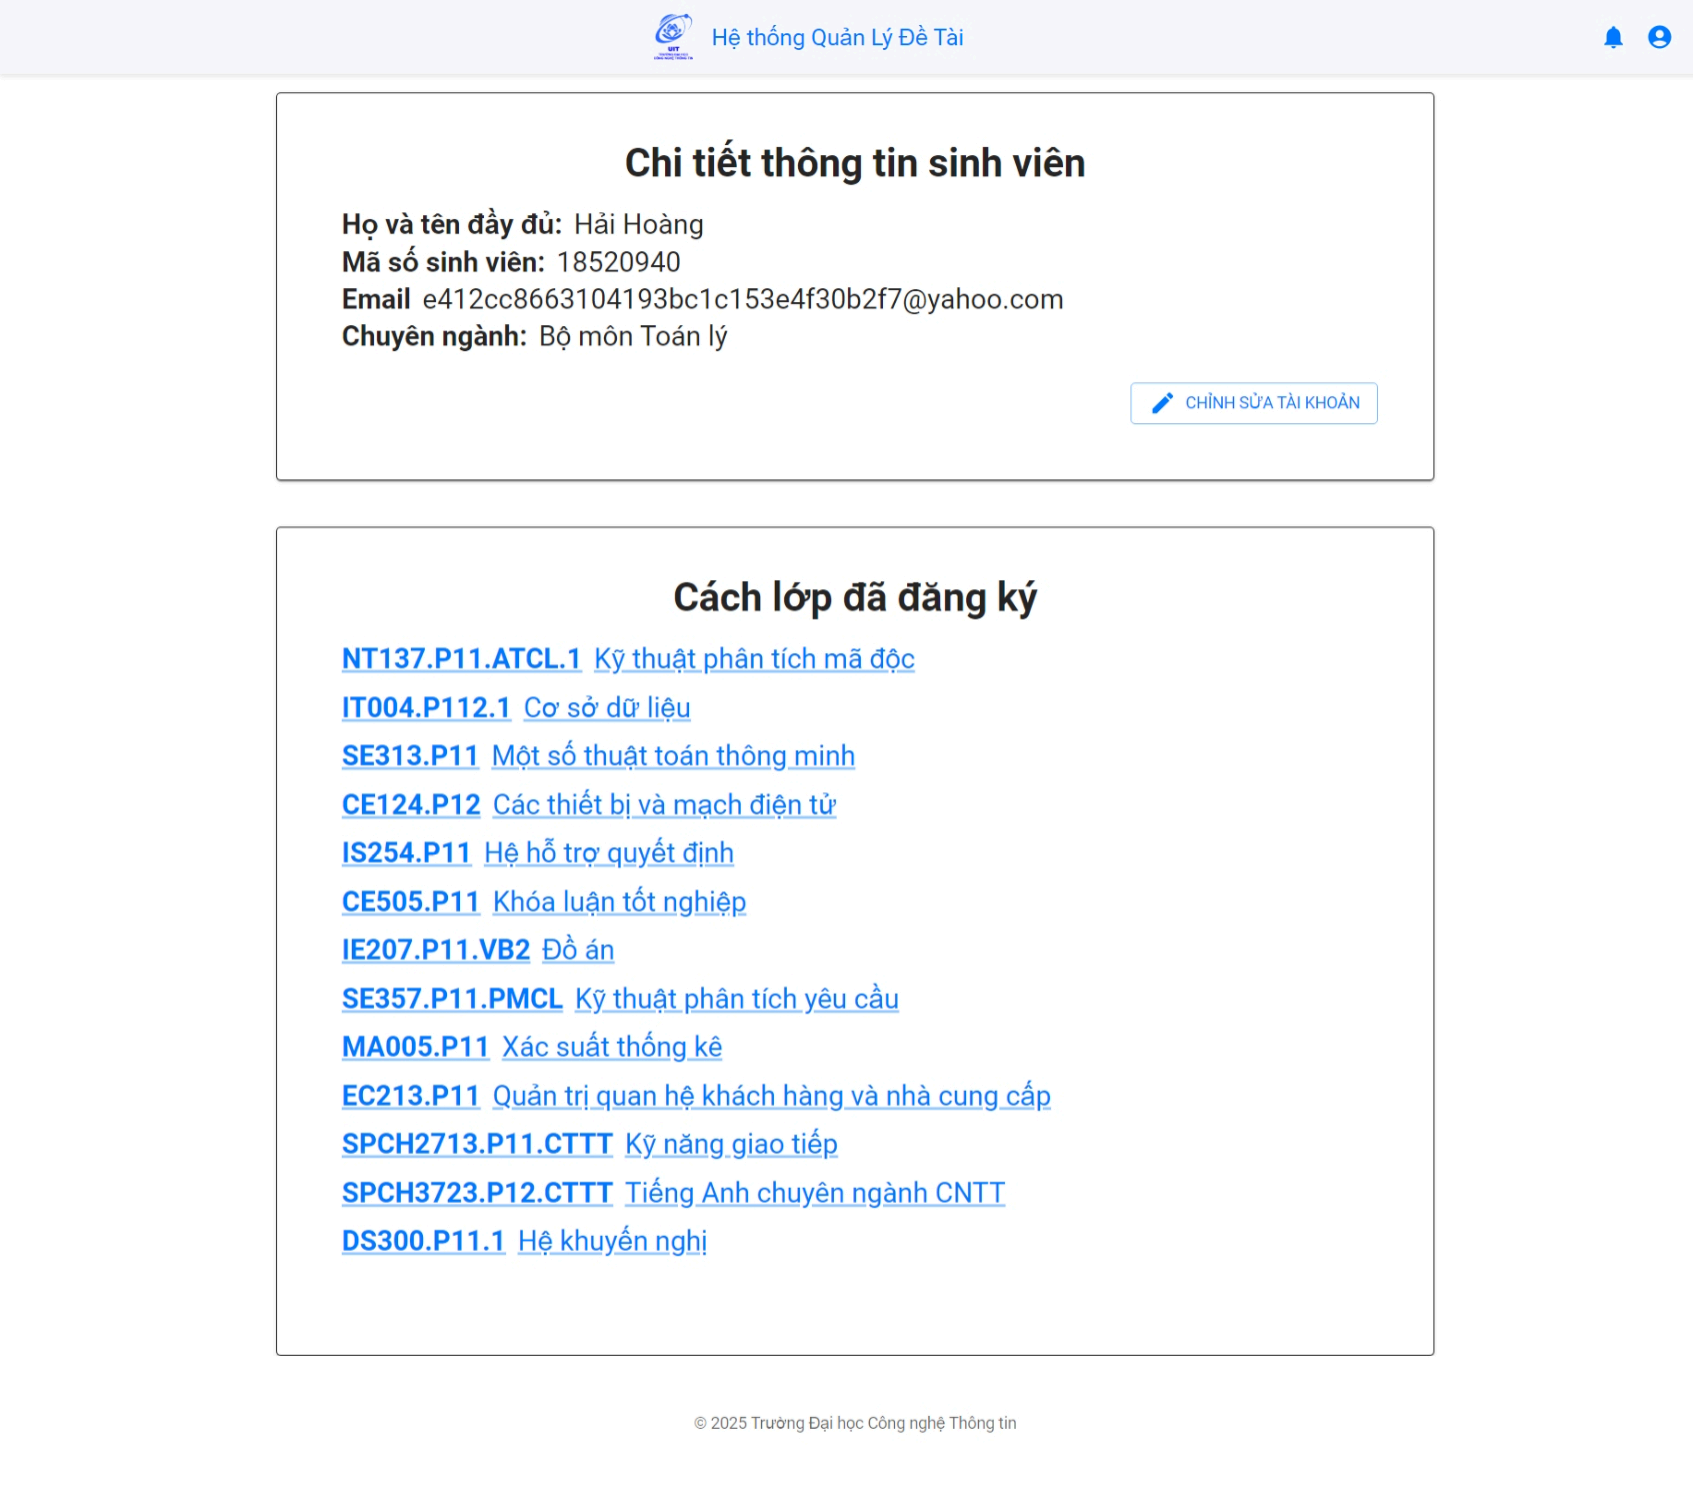 UIT
TRƯỜNG ĐẠI HỌC
CÔNG NGHỆ THÔNG TIN
Hệ thống Quản Lý Đề Tài
Chi tiết thông tin sinh viên
Họ và tên đầy đủ: Hải Hoàng
Mã số sinh viên: 18520940
Email e412cc8663104193bc1c153e4f30b2f7@yahoo.com
Chuyên ngành: Bộ môn Toán lý
CHỈNH SỬA TÀI KHOẢN
Cách lớp đã đăng ký
NT137.P11.ATCL.1 Kỹ thuật phân tích mã độc
IT004.P112.1 Cơ sở dữ liệu
SE313.P11 Một số thuật toán thông minh
CE124.P12 Các thiết bị và mạch điện tử
IS254.P11 Hệ hỗ trợ quyết định
CE505.P11 Khóa luận tốt nghiệp
IE207.P11.VB2 Đồ án
SE357.P11.PMCL Kỹ thuật phân tích yêu cầu
MA005.P11 Xác suất thống kê
EC213.P11 Quản trị quan hệ khách hàng và nhà cung cấp
SPCH2713.P11.CTTT Kỹ năng giao tiếp
SPCH3723.P12.CTTT Tiếng Anh chuyên ngành CNTT
DS300.P11.1 Hệ khuyến nghị
© 2025 Trường Đại học Công nghệ Thông tin